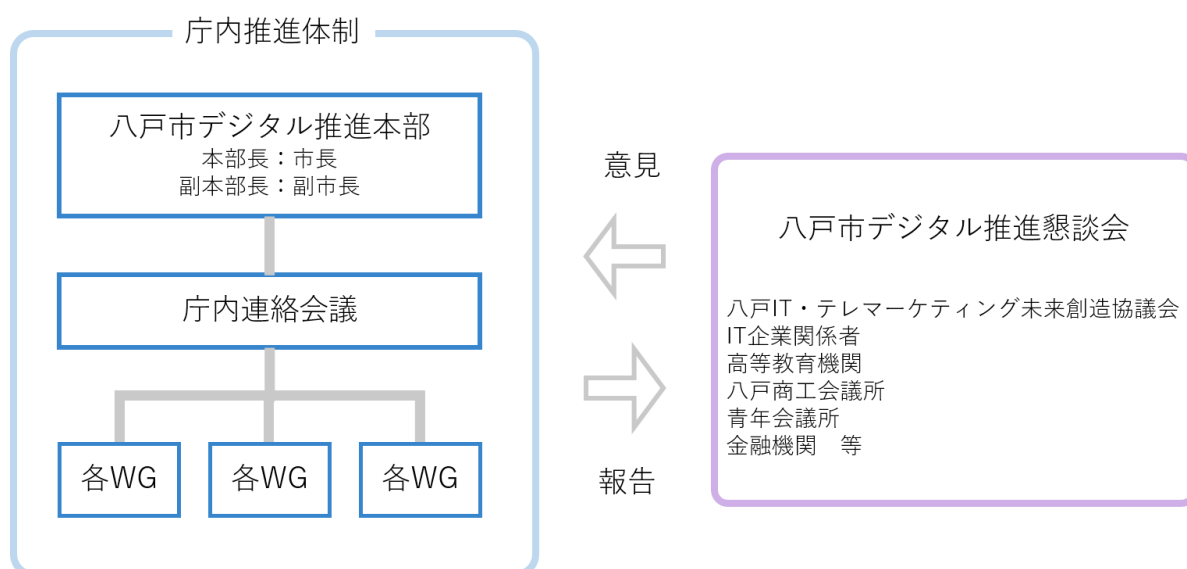 庁内推進体制
八戸市デジタル推進本部
本部長：市長
副本部長：副市長
庁内連絡会議
各WG
各WG
各WG
意見
報告
八戸市デジタル推進懇談会
八戸IT・テレマーケティング未来創造協議会
IT企業関係者
高等教育機関
八戸商工会議所
青年会議所
金融機関　等